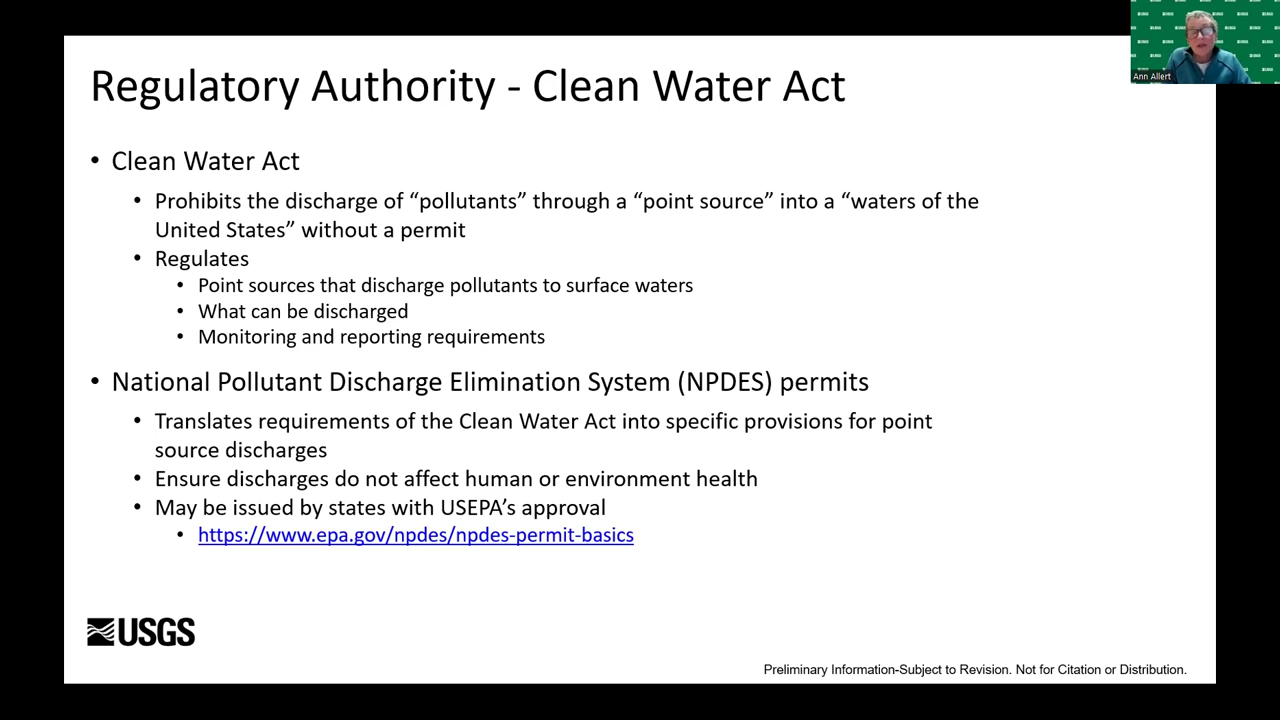 Regulatory Authority - Clean Water Act
• Clean Water Act
• Prohibits the discharge of “pollutants” through a “point source” into a “waters of the
United States” without a permit
• Regulates
• Point sources that discharge pollutants to surface waters
• What can be discharged
• Monitoring and reporting requirements
• National Pollutant Discharge Elimination System (NPDES) permits
• Translates requirements of the Clean Water Act into specific provisions for point
source discharges
• Ensure discharges do not affect human or environment health
• May be issued by states with USEPA’s approval
• https://www.epa.gov/npdes/npdes-permit-basics
USGS
Preliminary Information-Subject to Revision. Not for Citation or Distribution.
Ann Allert